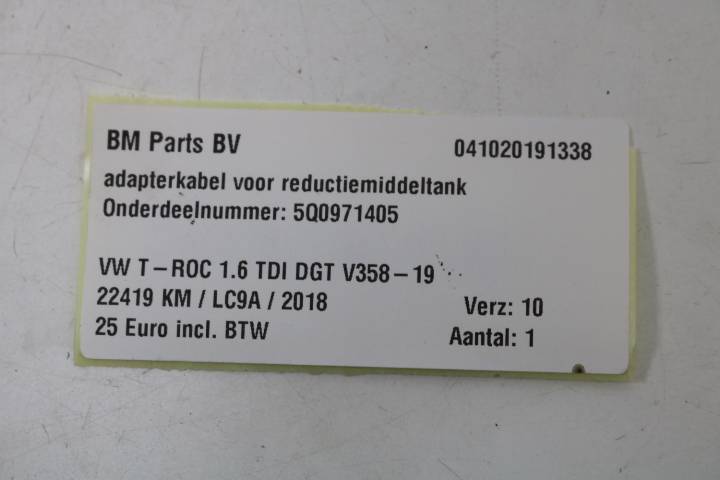 BM Parts BV 041020191338
adapterkabel voor reductiemiddeltank
Onderdeelnummer: 5Q0971405
VW T-ROC 1.6 TDI DGT V358-19
22419 KM / LC9A / 2018 Verz: 10
25 Euro incl. BTW Aantal: 1